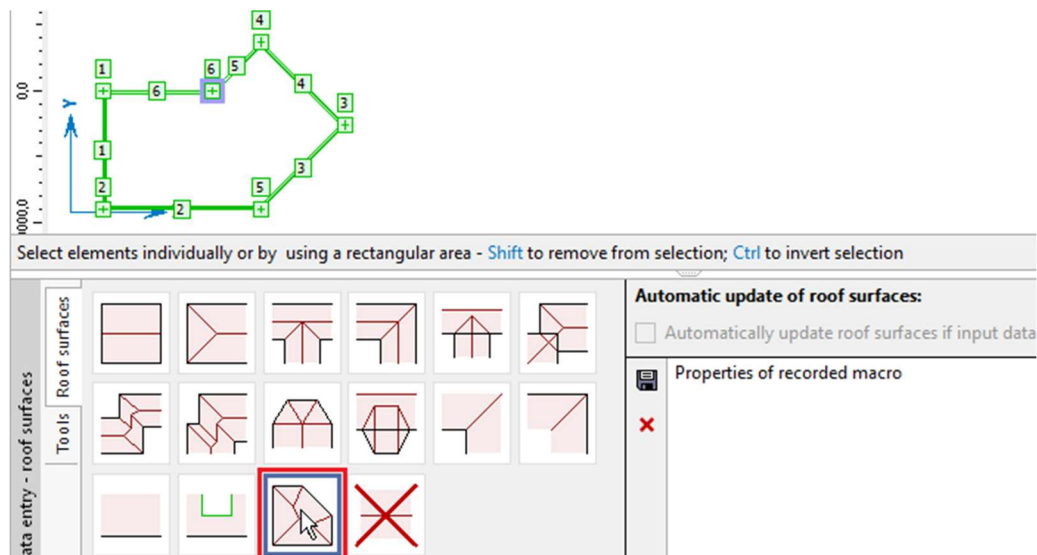 4
1
6
5
6
4
3
0,0
Y
1
3
2
5
2
000,0
Select elements individually or by using a rectangular area - Shift to remove from selection; Ctrl to invert selection
Roof surfaces
Tools
ata entry - roof surfaces
Automatic update of roof surfaces:
Automatically update roof surfaces if input data
Properties of recorded macro